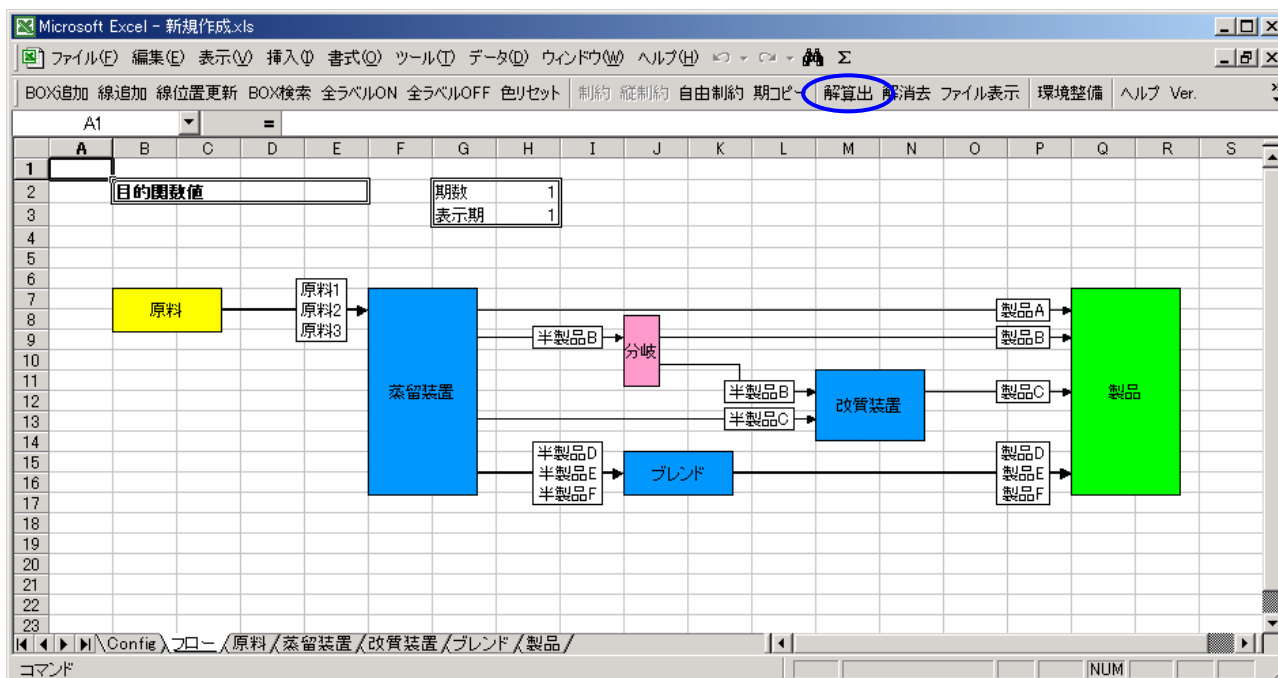 Microsoft Excel - 新規作成.xls
ファイル(F) 編集(E) 表示(V) 挿入(I) 書式(O) ツール(T) データ(D) ウィンドウ(W) ヘルプ(H) Σ
BOX追加 線追加 線位置更新 BOX検索 全ラベルON 全ラベルOFF 色リセット 制約 縦制約 自由制約 期コピー 解算出 解消去 ファイル表示 環境整備 ヘルプ Ver.
A1 =
A B C D E F G H I J K L M N O P Q R S
1
2 目的関数値 期数 1
3 表示期 1
4
5
6
7
8
9
10
11
12
13
14
15
16
17
18
19
20
21
22
23
原料
原料1
原料2
原料3
蒸留装置
半製品B
分岐
半製品B
半製品C
改質装置
半製品D
半製品E
半製品F
ブレンド
製品A
製品B
製品C
製品D
製品E
製品F
製品
Config フロー 原料 蒸留装置 改質装置 ブレンド 製品
コマンド NUM